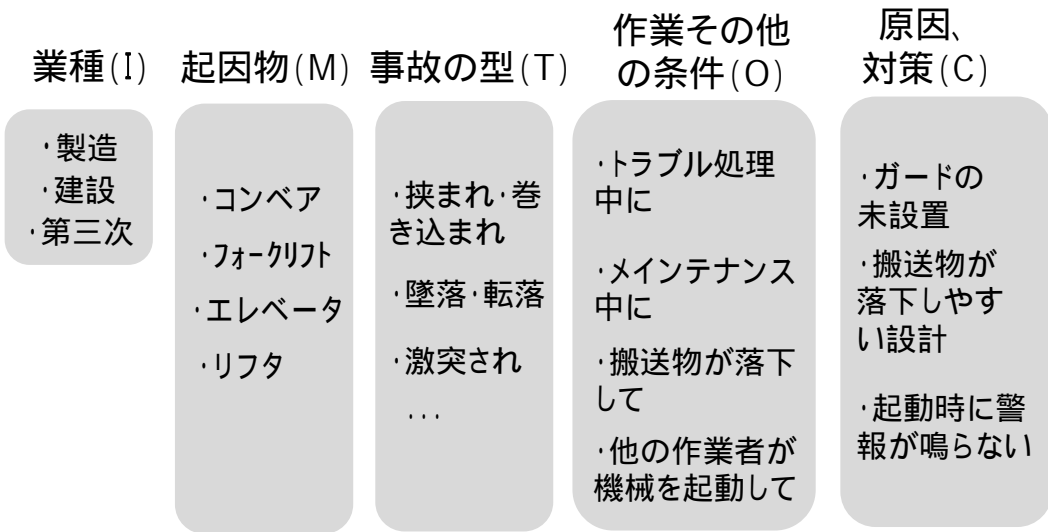 業種(I)
・製造
・建設
・第三次
起因物(M)
・コンベア
・フォークリフト
・エレベータ
・リフタ
事故の型(T)
・挟まれ・巻
き込まれ
・墜落・転落
・激突され
・・・
作業その他
の条件(O)
・トラブル処理
中に
・メインテナンス
中に
・搬送物が落下
して
・他の作業者が
機械を起動して
原因、
対策(C)
・ガードの
未設置
・搬送物が
落下しやす
い設計
・起動時に警
報が鳴らない